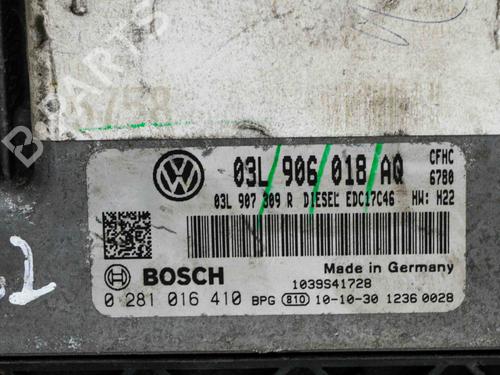 B PARTS
03L 906 018 AQ CFHC
6780
03L 907 309 R DIESEL EDC17C46 HW: H22
Made in Germany
BOSCH 1039S41728
0 281 016 410 BPG 810 10-10-30 1236 0028